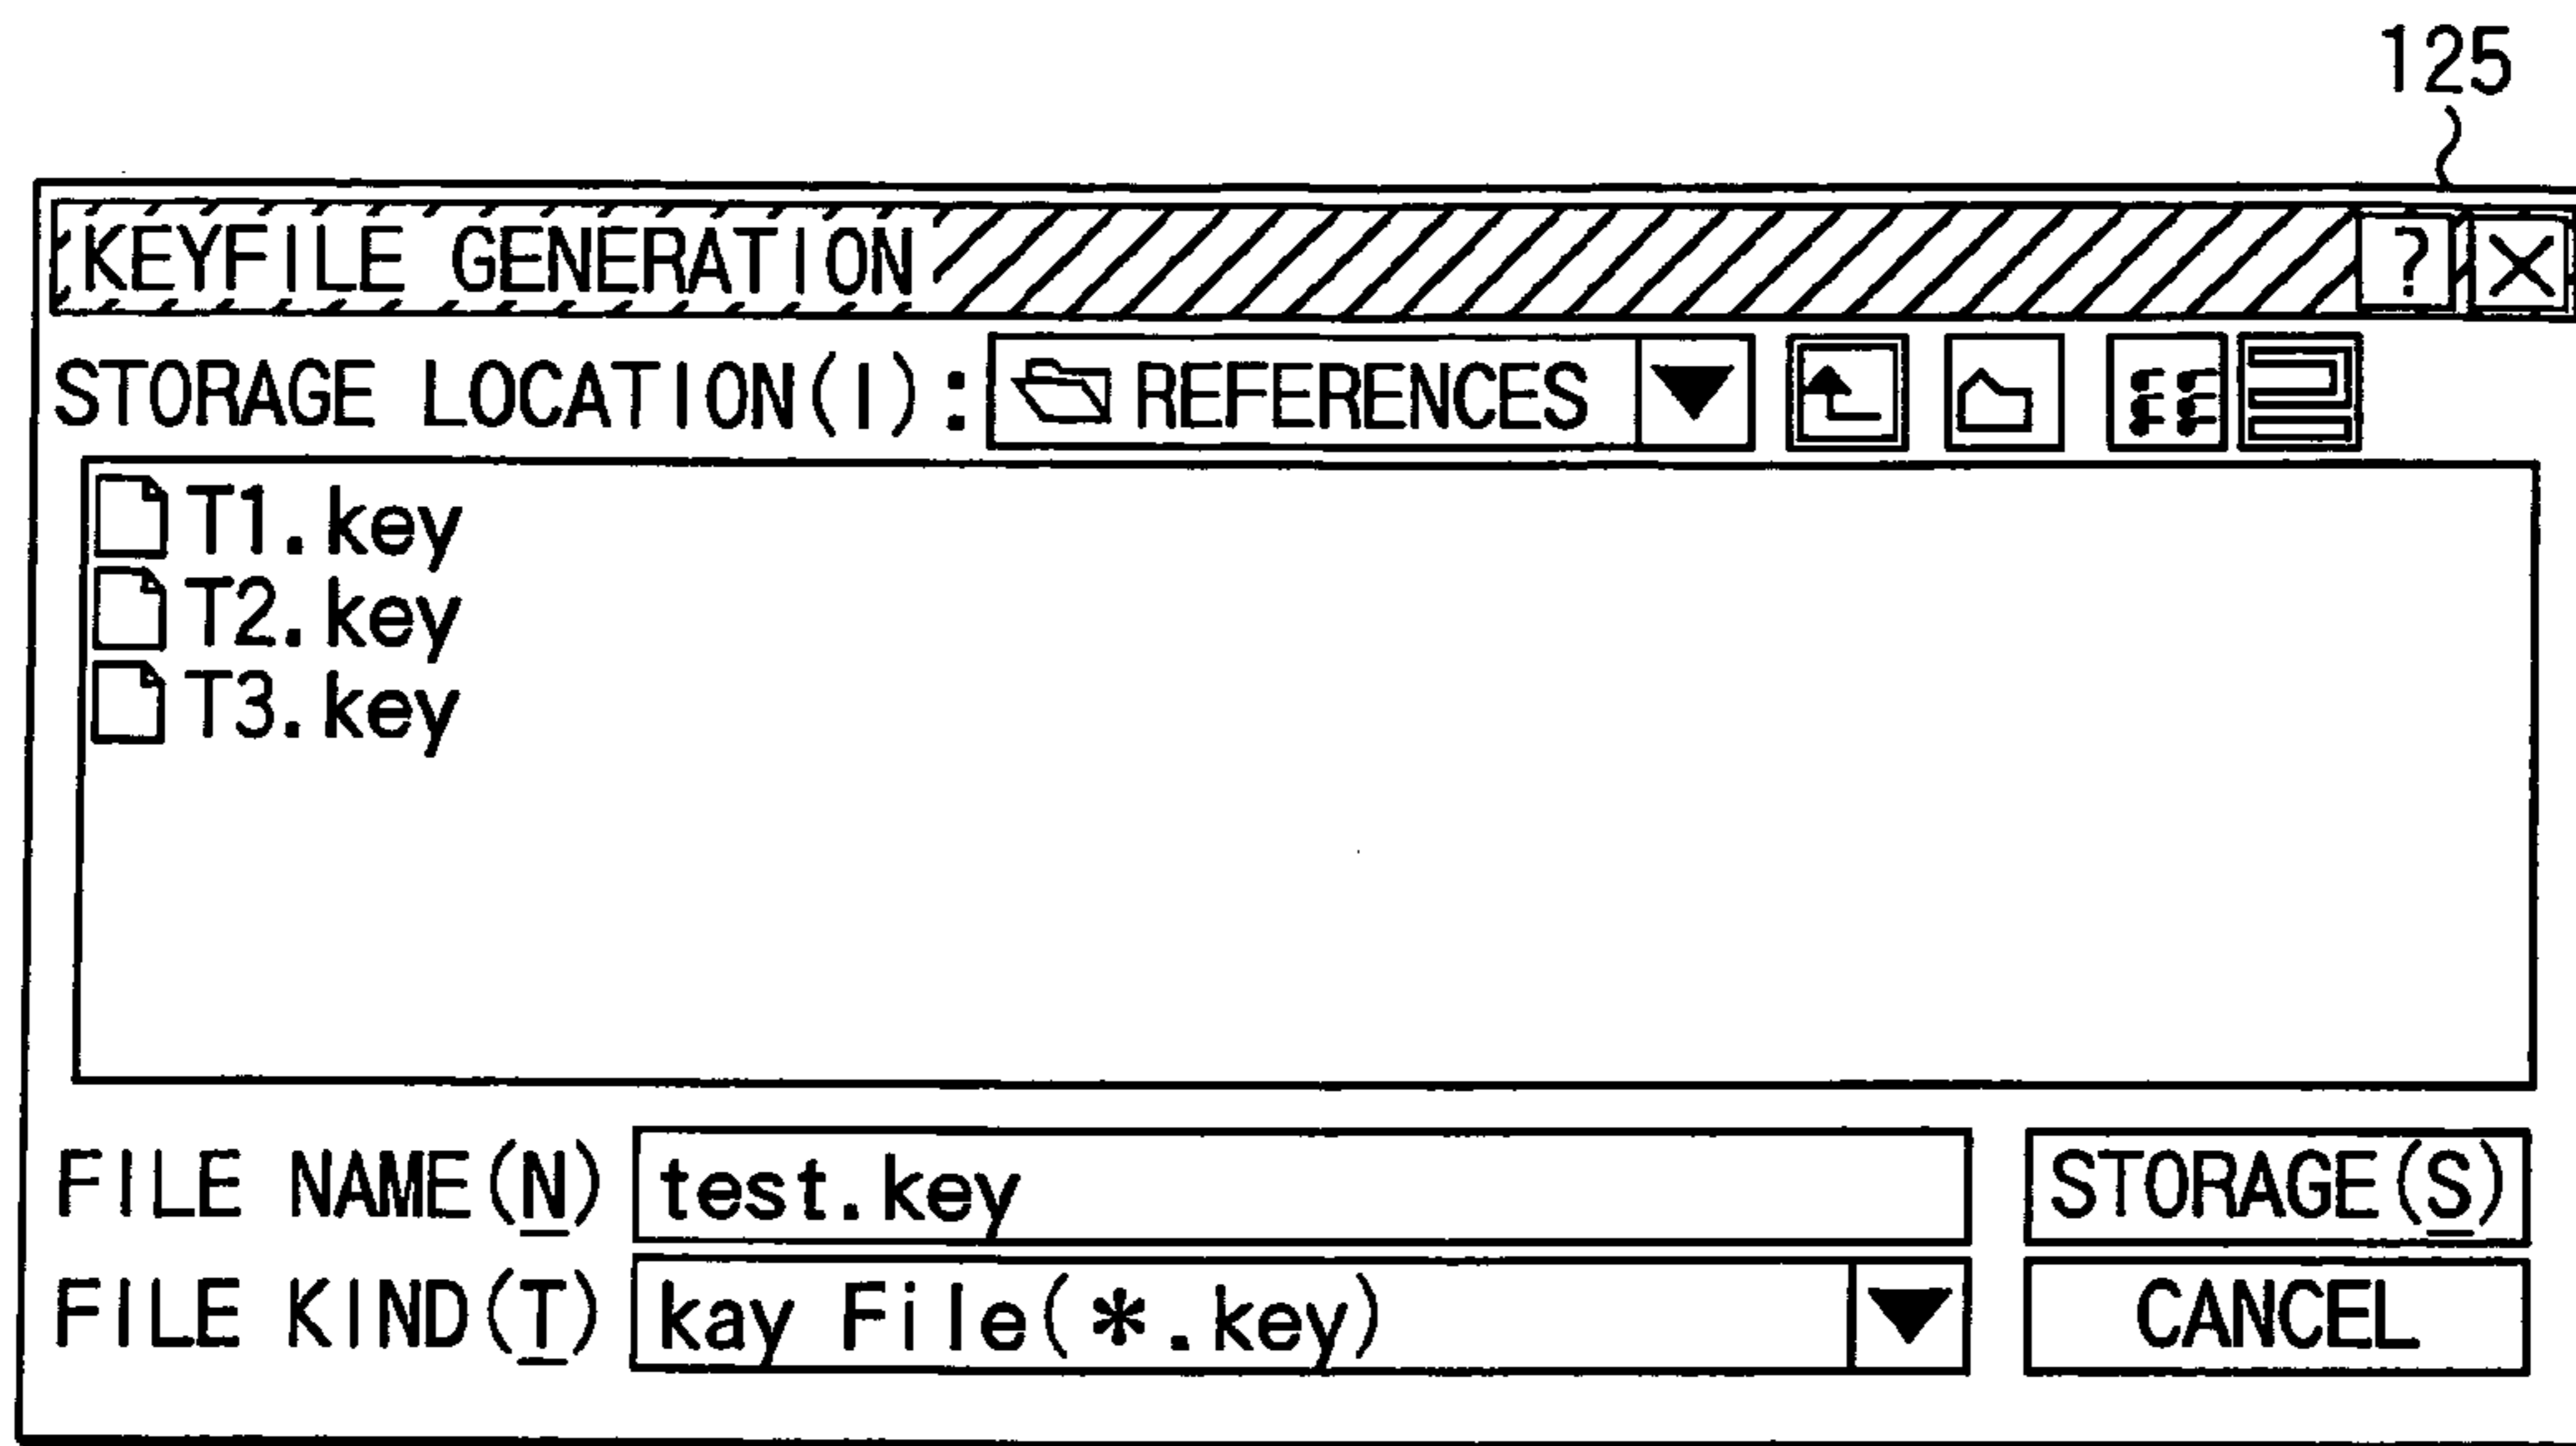 125
KEYFILE GENERATION ? X
STORAGE LOCATION(I): REFERENCES
T1.key
T2.key
T3.key
FILE NAME(N) test.key STORAGE(S)
FILE KIND(T) kay File(*.key) CANCEL